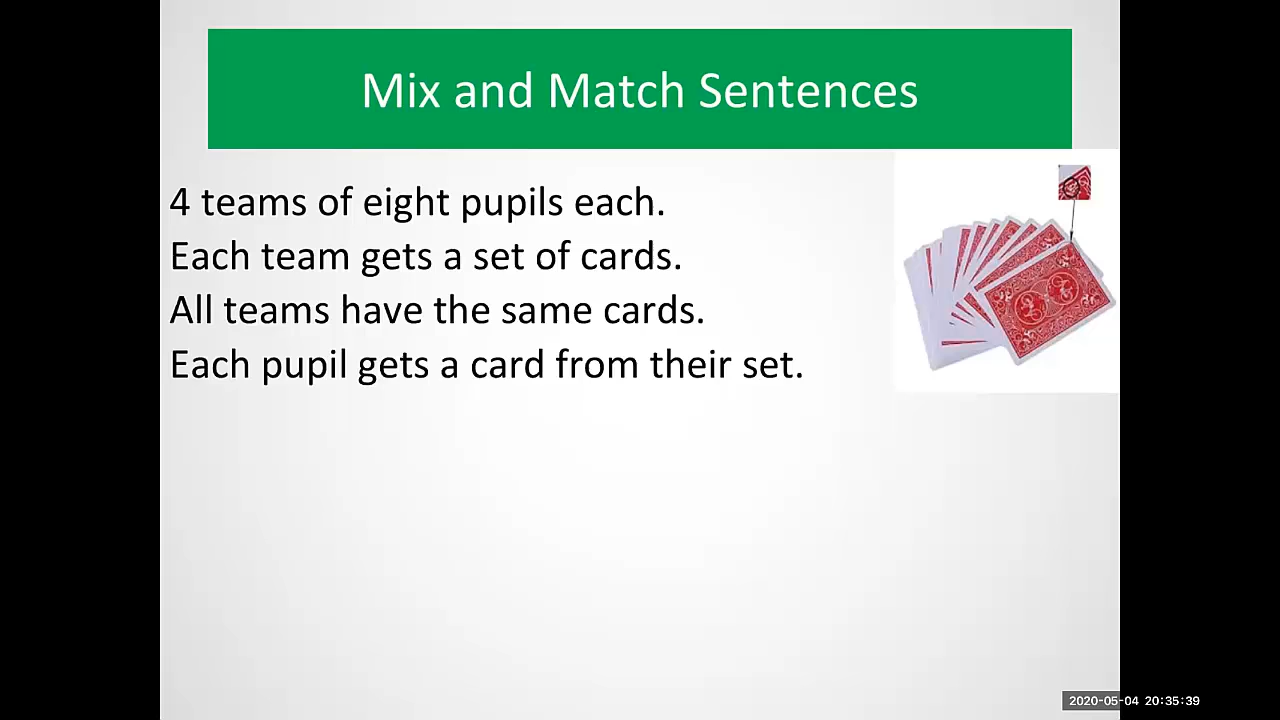 Mix and Match Sentences
4 teams of eight pupils each.
Each team gets a set of cards.
All teams have the same cards.
Each pupil gets a card from their set.
2020-05-04 20:35:39